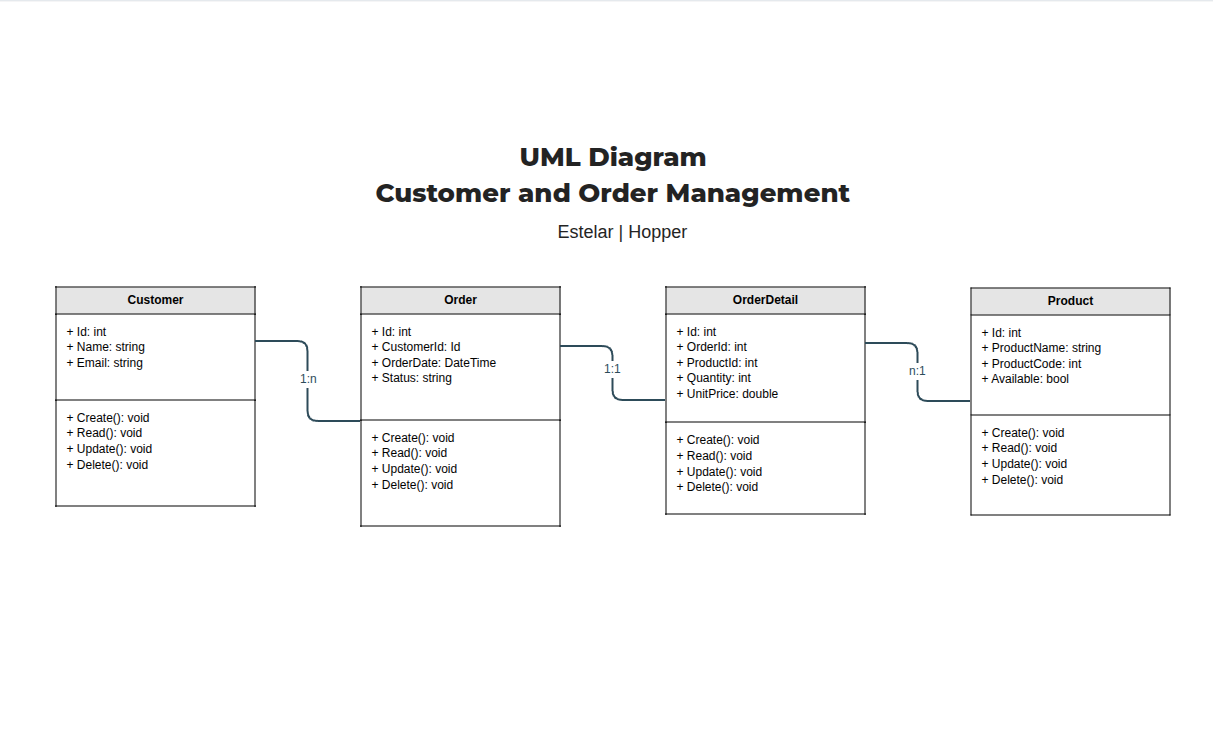 UML Diagram
Customer and Order Management
Estelar | Hopper
Customer
+ Id: int
+ Name: string
+ Email: string
+ Create(): void
+ Read(): void
+ Update(): void
+ Delete(): void
1:n
Order
+ Id: int
+ CustomerId: Id
+ OrderDate: DateTime
+ Status: string
+ Create(): void
+ Read(): void
+ Update(): void
+ Delete(): void
1:1
OrderDetail
+ Id: int
+ OrderId: int
+ ProductId: int
+ Quantity: int
+ UnitPrice: double
+ Create(): void
+ Read(): void
+ Update(): void
+ Delete(): void
n:1
Product
+ Id: int
+ ProductName: string
+ ProductCode: int
+ Available: bool
+ Create(): void
+ Read(): void
+ Update(): void
+ Delete(): void